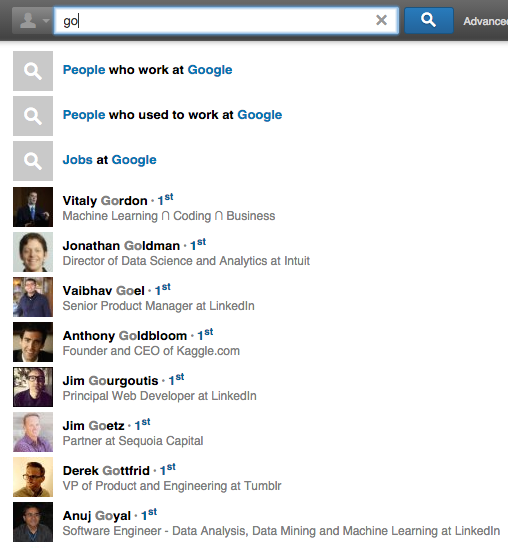 go
Advanced
People who work at Google
People who used to work at Google
Jobs at Google
Vitaly Gordon · 1st
Machine Learning ∩ Coding ∩ Business
Jonathan Goldman · 1st
Director of Data Science and Analytics at Intuit
Vaibhav Goel · 1st
Senior Product Manager at LinkedIn
Anthony Goldbloom · 1st
Founder and CEO of Kaggle.com
Jim Gourgoutis · 1st
Principal Web Developer at LinkedIn
Jim Goetz · 1st
Partner at Sequoia Capital
Derek Gottfrid · 1st
VP of Product and Engineering at Tumblr
Anuj Goyal · 1st
Software Engineer - Data Analysis, Data Mining and Machine Learning at LinkedIn